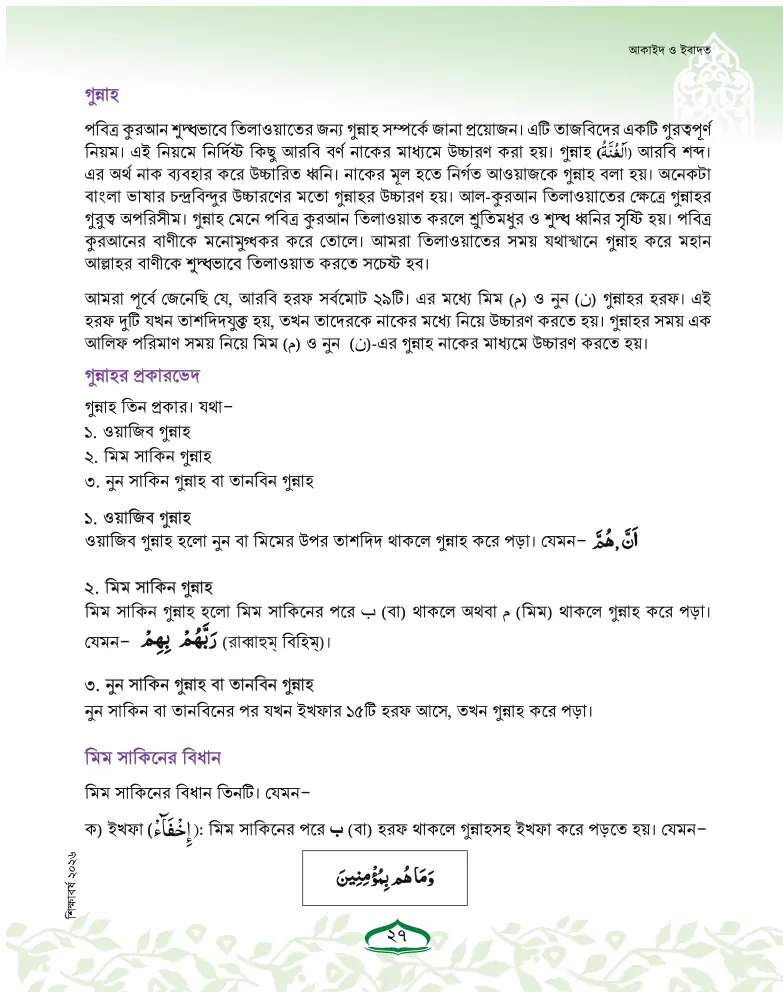 আকাইদ ও ইবাদত
গুন্নাহ
পবিত্র কুরআন শুদ্ধভাবে তিলাওয়াতের জন্য গুন্নাহ সম্পর্কে জানা প্রয়োজন। এটি তাজবিদের একটি গুরত্বপূর্ণ
নিয়ম। এই নিয়মে নির্দিষ্ট কিছু আরবি বর্ণ নাকের মাধ্যমে উচ্চারণ করা হয়। গুন্নাহ (اَلْغُنَّةُ) আরবি শব্দ।
এর অর্থ নাক ব্যবহার করে উচ্চারিত ধ্বনি। নাকের মূল হতে নির্গত আওয়াজকে গুন্নাহ বলা হয়। অনেকটা
বাংলা ভাষার চন্দ্রবিন্দুর উচ্চারণের মতো গুন্নাহর উচ্চারণ হয়। আল-কুরআন তিলাওয়াতের ক্ষেত্রে গুন্নাহর
গুরুত্ব অপরিসীম। গুন্নাহ মেনে পবিত্র কুরআন তিলাওয়াত করলে শ্রুতিমধুর ও শুদ্ধ ধ্বনির সৃষ্টি হয়। পবিত্র
কুরআনের বাণীকে মনোমুগ্ধকর করে তোলে। আমরা তিলাওয়াতের সময় যথাস্থানে গুন্নাহ করে মহান
আল্লাহর বাণীকে শুদ্ধভাবে তিলাওয়াত করতে সচেষ্ট হব।
আমরা পূর্বে জেনেছি যে, আরবি হরফ সর্বমোট ২৯টি। এর মধ্যে মিম (م) ও নুন (ن) গুন্নাহর হরফ। এই
হরফ দুটি যখন তাশদিদযুক্ত হয়, তখন তাদেরকে নাকের মধ্যে নিয়ে উচ্চারণ করতে হয়। গুন্নাহর সময় এক
আলিফ পরিমাণ সময় নিয়ে মিম (م) ও নুন (ن)-এর গুন্নাহ নাকের মাধ্যমে উচ্চারণ করতে হয়।
গুন্নাহর প্রকারভেদ
গুন্নাহ তিন প্রকার। যথা–
১. ওয়াজিব গুন্নাহ
২. মিম সাকিন গুন্নাহ
৩. নুন সাকিন গুন্নাহ বা তানবিন গুন্নাহ
১. ওয়াজিব গুন্নাহ
ওয়াজিব গুন্নাহ হলো নুন বা মিমের উপর তাশদিদ থাকলে গুন্নাহ করে পড়া। যেমন– اَنَّ, هُمَّ
২. মিম সাকিন গুন্নাহ
মিম সাকিন গুন্নাহ হলো মিম সাকিনের পরে ب (বা) থাকলে অথবা م (মিম) থাকলে গুন্নাহ করে পড়া।
যেমন– رَبَّهُمْ بِهِمْ (রাব্বাহুম্ বিহিম্)।
৩. নুন সাকিন গুন্নাহ বা তানবিন গুন্নাহ
নুন সাকিন বা তানবিনের পর যখন ইখফার ১৫টি হরফ আসে, তখন গুন্নাহ করে পড়া।
মিম সাকিনের বিধান
মিম সাকিনের বিধান তিনটি। যেমন–
ক) ইখফা (إِخْفَآءْ): মিম সাকিনের পরে ب (বা) হরফ থাকলে গুন্নাহসহ ইখফা করে পড়তে হয়। যেমন–
وَمَا هُم بِمُؤْمِنِينَ
শিক্ষাবর্ষ ২০২৬
২৭